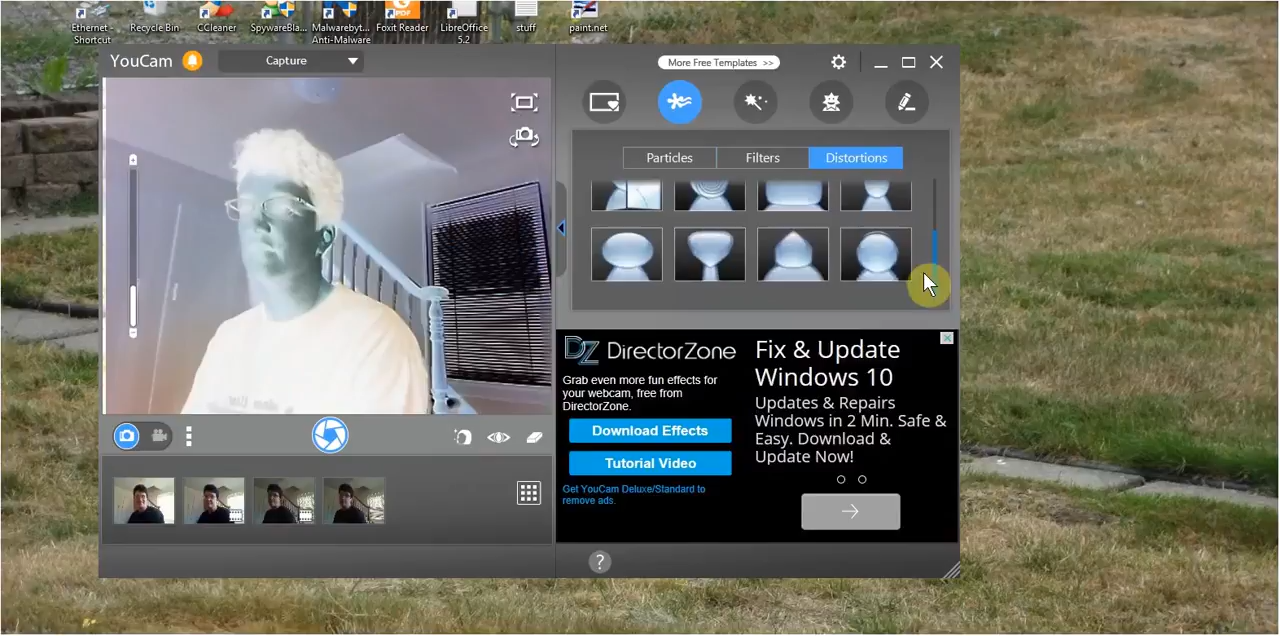 Ethernet - Shortcut
Recycle Bin
CCleaner
SpywareBla...
Malwarebyt... Anti-Malware
Foxit Reader
LibreOffice 5.2
stuff
paint.net
PDF
YouCam
Capture
More Free Templates >>
Particles
Filters
Distortions
DZ DirectorZone
Grab even more fun effects for
your webcam, free from
DirectorZone.
Download Effects
Tutorial Video
Get YouCam Deluxe/Standard to
remove ads.
Fix & Update
Windows 10
Updates & Repairs
Windows in 2 Min. Safe &
Easy. Download &
Update Now!
?